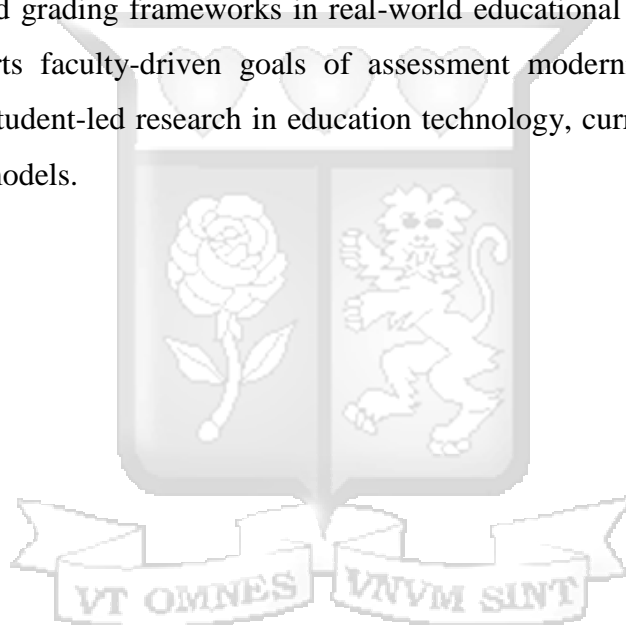 d grading frameworks in real-world educational
rts faculty-driven goals of assessment modern
tudent-led research in education technology, curr
nodels.
VT OMNES VNVM SINT